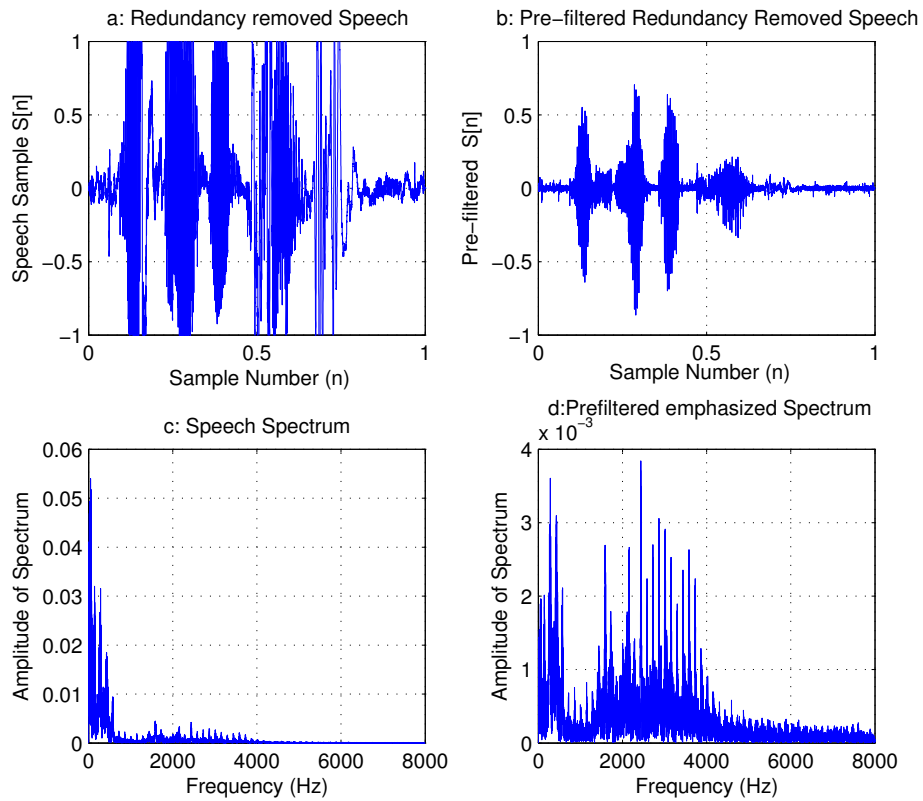 a: Redundancy removed Speech
1
0.5
0
−0.5
−1
Speech Sample S[n]
0
0.5
1
Sample Number (n)
b: Pre−filtered Redundancy Removed Speech
1
0.5
0
−0.5
−1
Pre−filtered S[n]
0
0.5
1
Sample Number (n)
c: Speech Spectrum
0.06
0.05
0.04
0.03
0.02
0.01
0
Amplitude of Spectrum
0
2000
4000
6000
8000
Frequency (Hz)
d:Prefiltered emphasized Spectrum
x 10⁻³
4
3
2
1
0
Amplitude of Spectrum
0
2000
4000
6000
8000
Frequency (Hz)